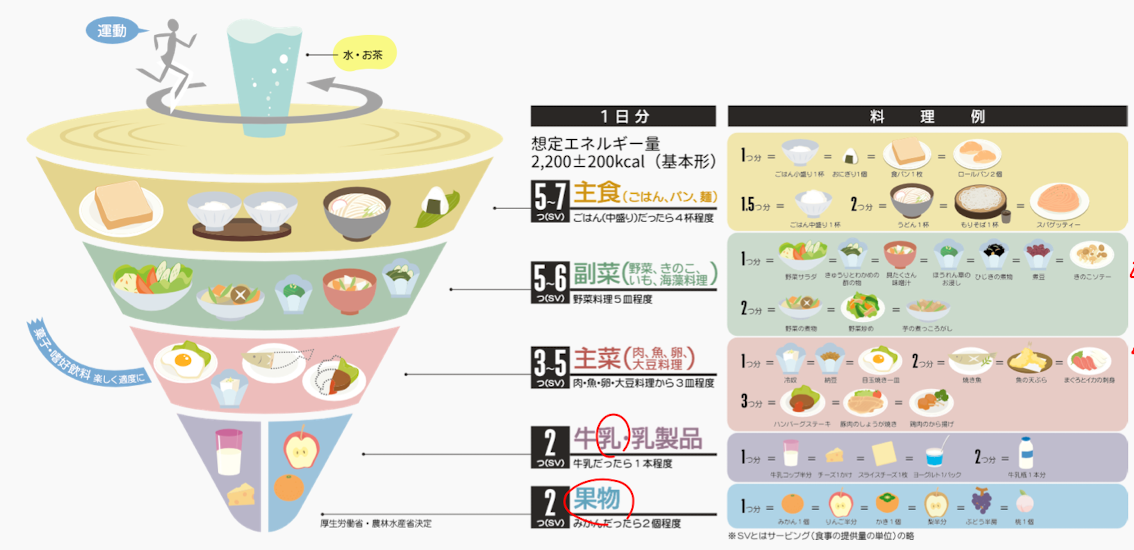 運動
水・お茶
菓子・嗜好飲料 楽しく適度に
厚生労働省・農林水産省決定
1日分
想定エネルギー量
2,200±200kcal(基本形)
5~7 つ(SV) 主食(ごはん、パン、麺)
ごはん(中盛り)だったら4杯程度
5~6 つ(SV) 副菜(野菜、きのこ、
いも、海藻料理)
野菜料理5皿程度
3~5 つ(SV) 主菜(肉、魚、卵、
大豆料理)
肉・魚・卵・大豆料理から3皿程度
2 つ(SV) 牛乳・乳製品
牛乳だったら1本程度
2 つ(SV) 果物
みかんだったら2個程度
料理例
1つ分 = ごはん小盛り1杯 = おにぎり1個 = 食パン1枚 = ロールパン2個
1.5つ分 = ごはん中盛り1杯 2つ分 = うどん1杯 = もりそば1杯 = スパゲッティー
1つ分 = 野菜サラダ = きゅうりとわかめの酢の物 = 具たくさん味噌汁 = ほうれん草のお浸し = ひじきの煮物 = 煮豆 = きのこソテー
2つ分 = 野菜の煮物 = 野菜炒め = 芋の煮っころがし
1つ分 = 冷奴 = 納豆 = 目玉焼き一皿 2つ分 = 焼き魚 = 魚の天ぷら = まぐろとイカの刺身
3つ分 = ハンバーグステーキ = 豚肉のしょうが焼き = 鶏肉のから揚げ
1つ分 = 牛乳コップ半分 = チーズ1かけ = スライスチーズ1枚 = ヨーグルト1パック 2つ分 = 牛乳瓶1本分
1つ分 = みかん1個 = りんご半分 = かき1個 = 梨半分 = ぶどう半房 = 桃1個
※SVとはサービング(食事の提供量の単位)の略